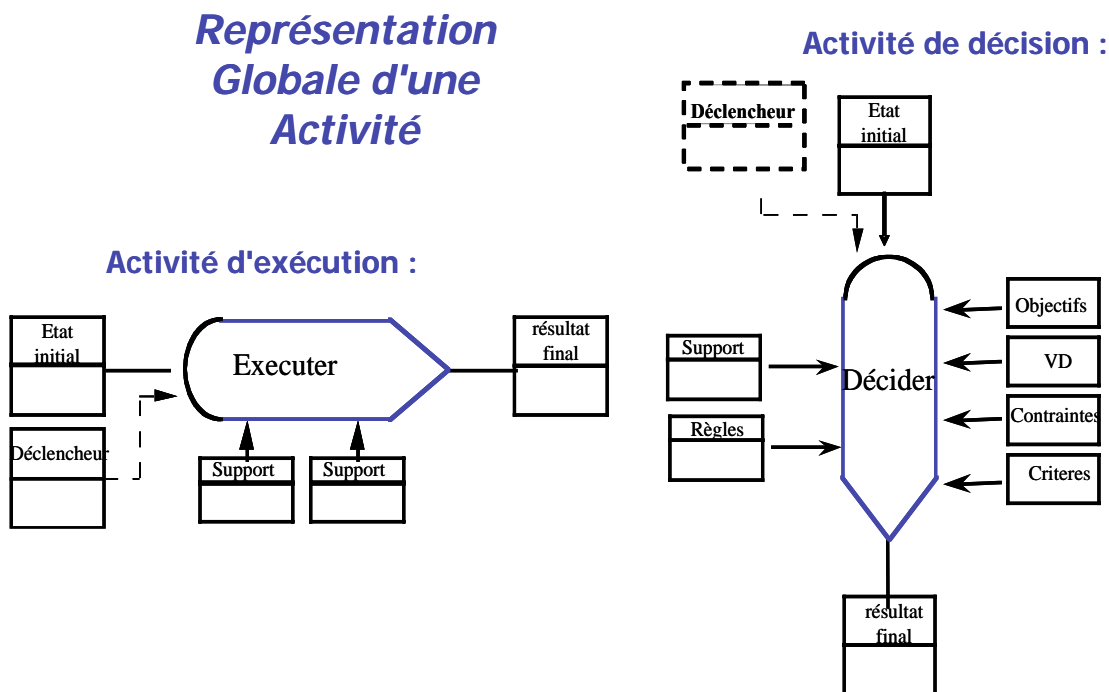 Représentation
Globale d'une
Activité
Activité d'exécution :
Etat
initial
Déclencheur
Executer
Support
Support
résultat
final
Activité de décision :
Déclencheur
Etat
initial
Support
Règles
Décider
Objectifs
VD
Contraintes
Criteres
résultat
final